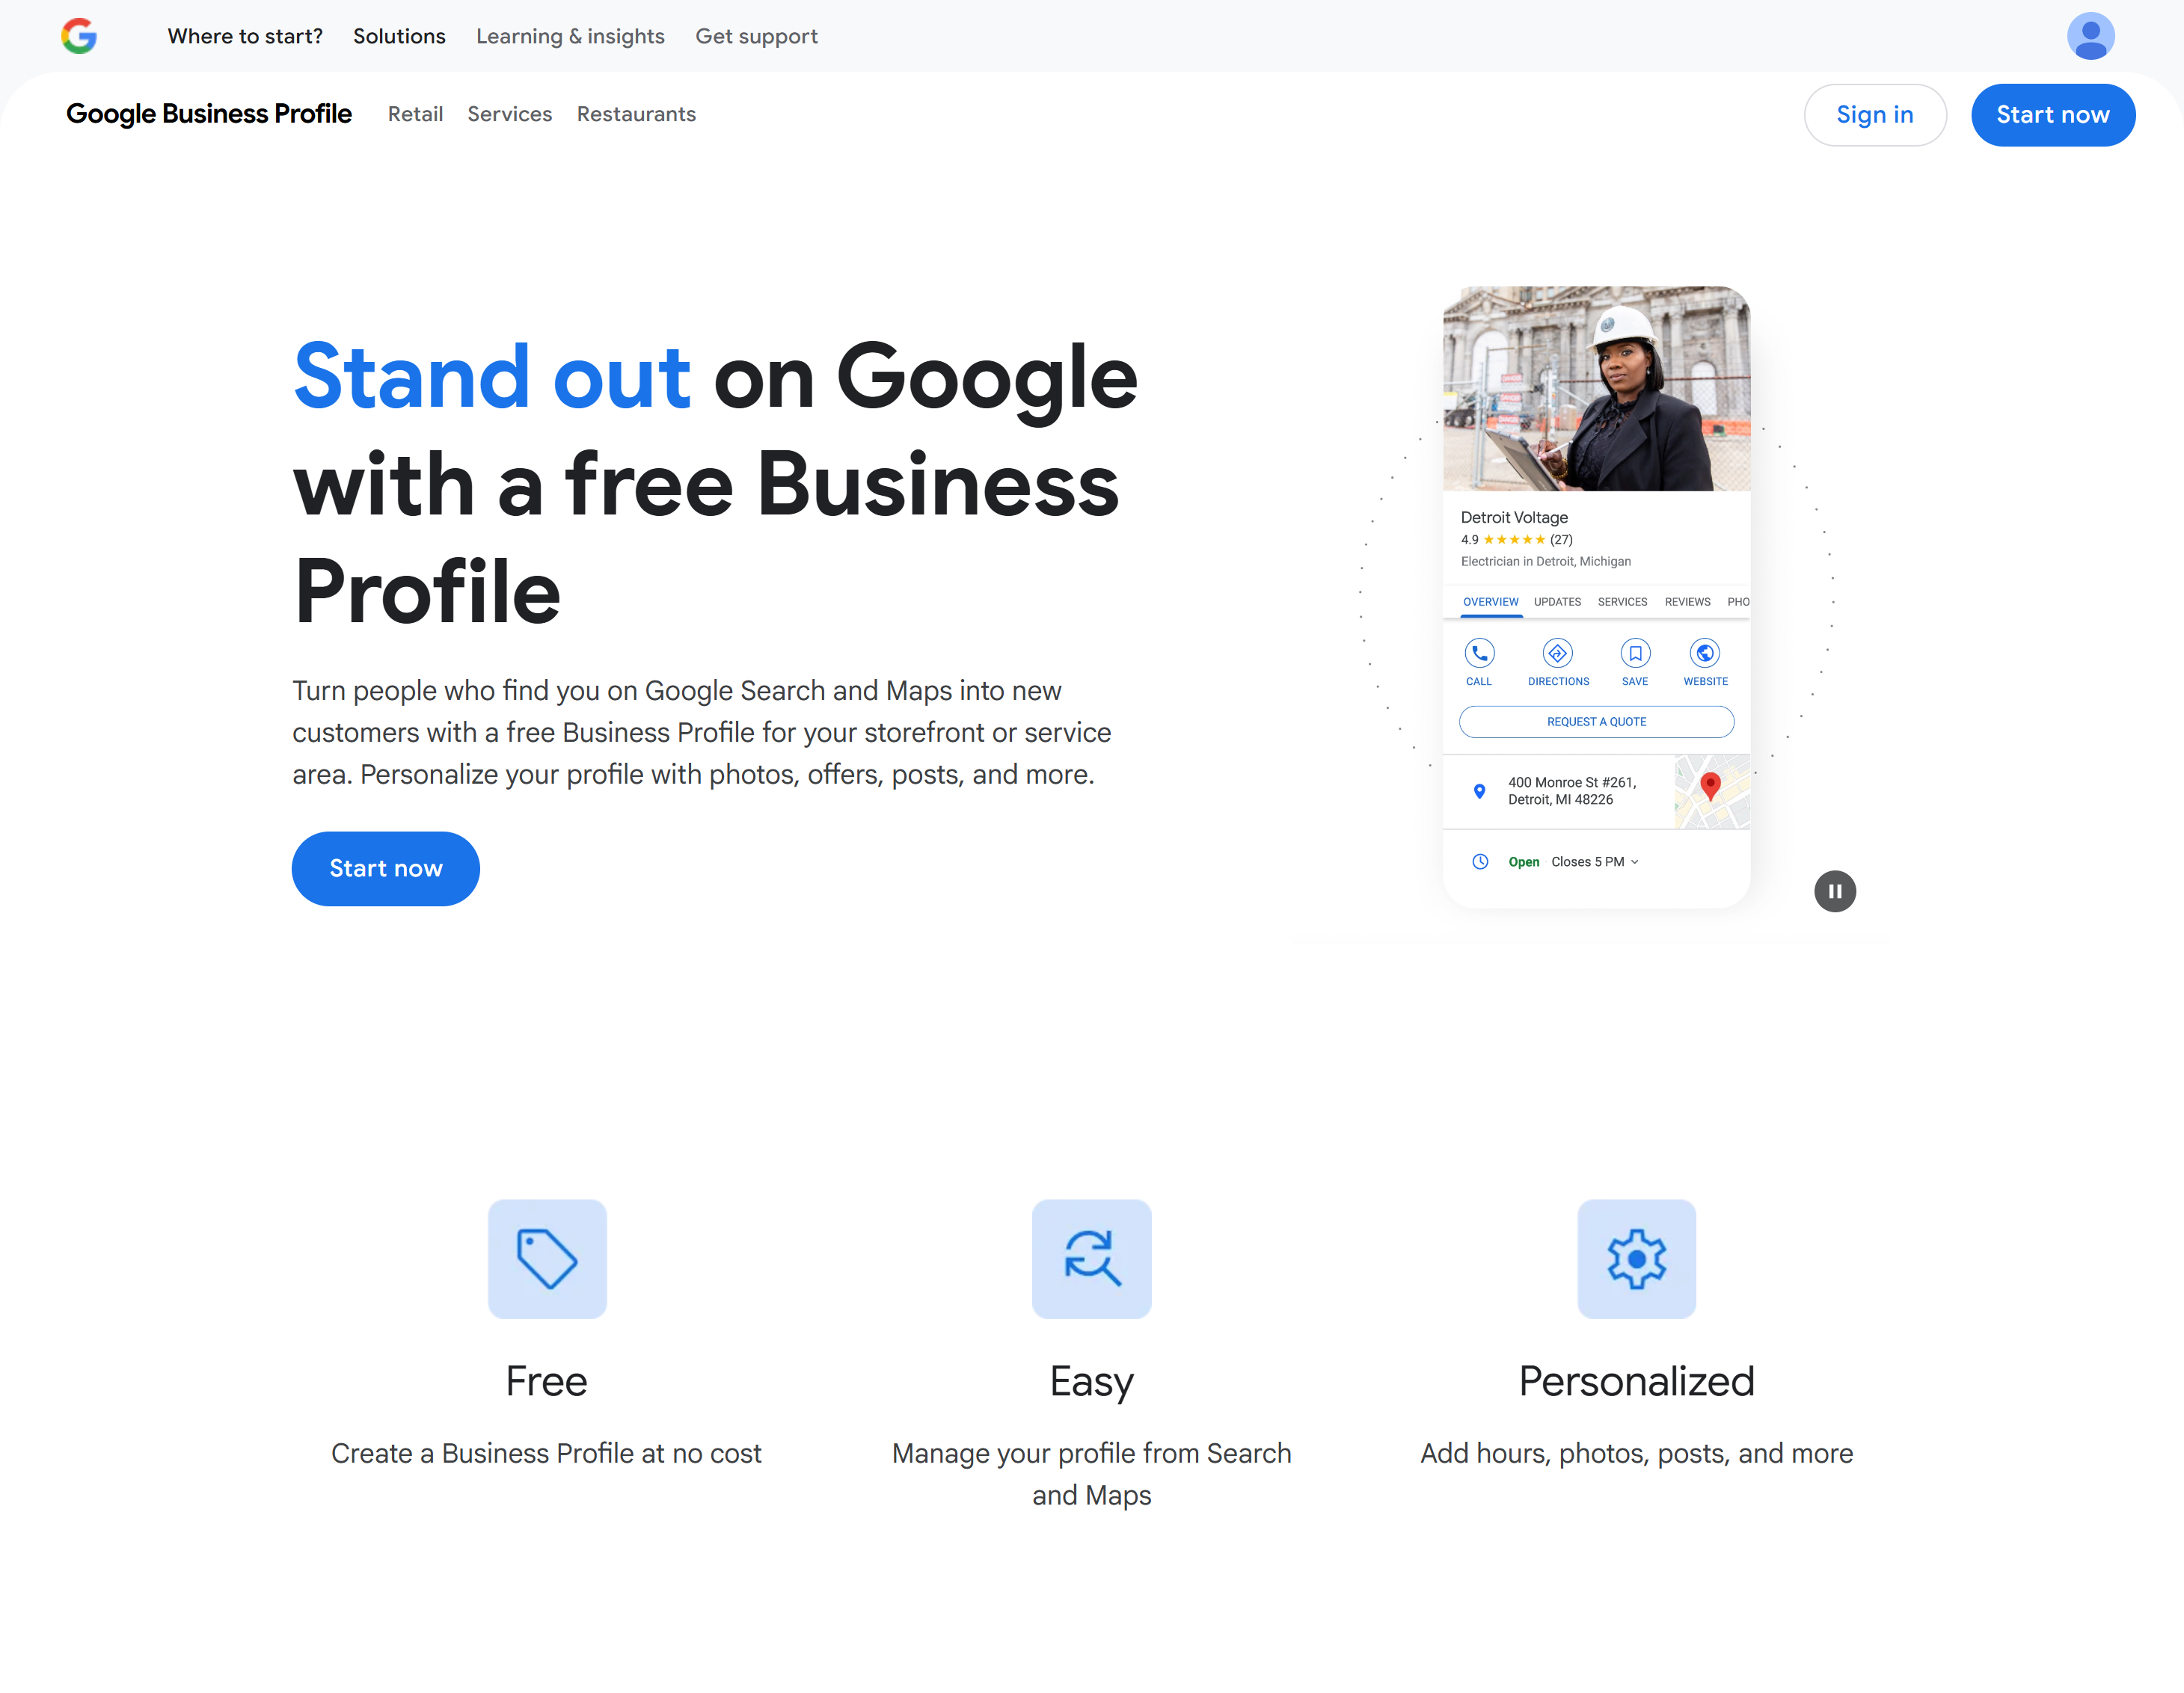 Where to start? Solutions Learning & insights Get support
Google Business Profile Retail Services Restaurants Sign in Start now
Stand out on Google
with a free Business
Profile
Turn people who find you on Google Search and Maps into new
customers with a free Business Profile for your storefront or service
area. Personalize your profile with photos, offers, posts, and more.
Start now
Detroit Voltage
4.9 ★★★★★ (27)
Electrician in Detroit, Michigan
OVERVIEW UPDATES SERVICES REVIEWS PHO
CALL DIRECTIONS SAVE WEBSITE
REQUEST A QUOTE
400 Monroe St #261,
Detroit, MI 48226
Open Closes 5 PM
Free
Create a Business Profile at no cost
Easy
Manage your profile from Search
and Maps
Personalized
Add hours, photos, posts, and more